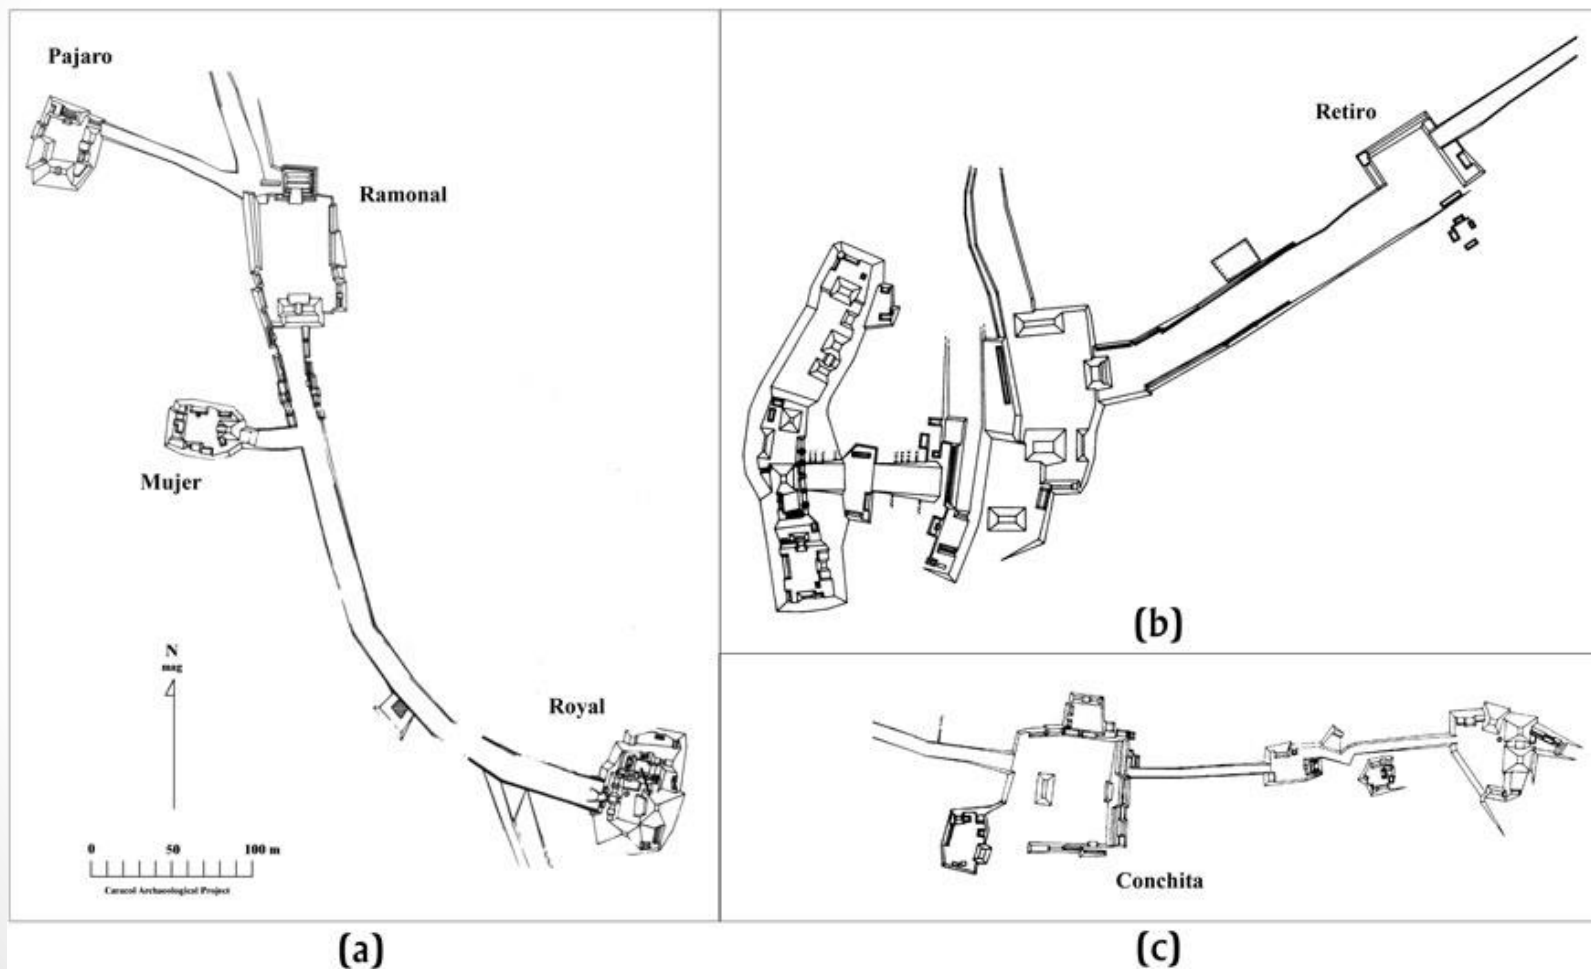 Pajaro
Ramonal
Mujer
Royal
N
mag
0 50 100 m
Caracol Archaeological Project
(a)
Retiro
(b)
Conchita
(c)